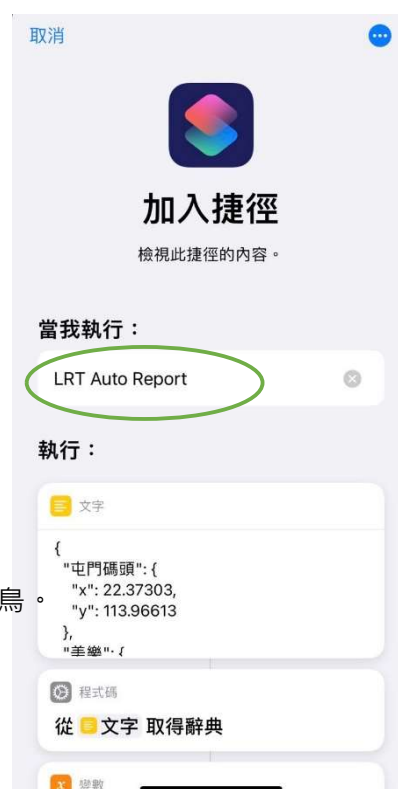 取消
加入捷徑
檢視此捷徑的內容。
當我執行：
LRT Auto Report
執行：
文字
{
"屯門碼頭": {
"x": 22.37303,
鳥。
"y": 113.96613
},
"美樂": {
程式碼
從 文字 取得辭典
變數